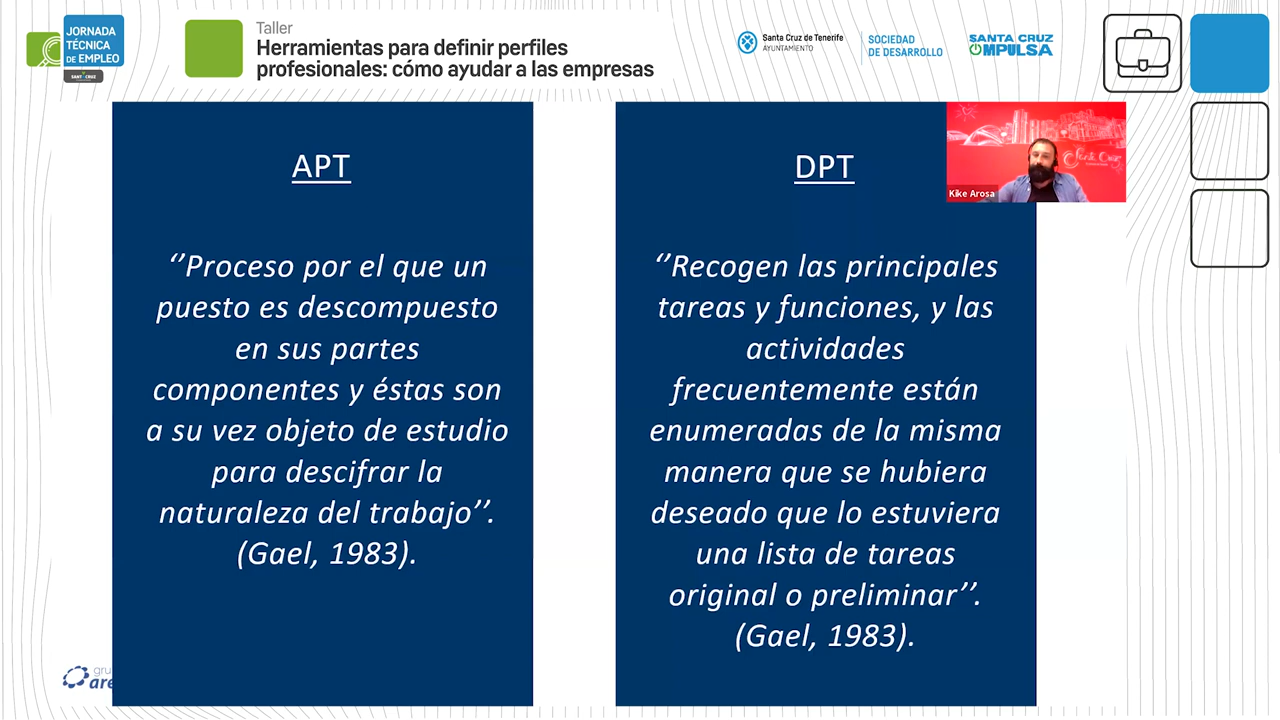 JORNADA
TÉCNICA
DE EMPLEO
Taller
Herramientas para definir perfiles
profesionales: cómo ayudar a las empresas
Santa Cruz de Tenerife
AYUNTAMIENTO
SOCIEDAD
DE DESARROLLO
SANTA CRUZ
IMPULSA
APT
‘’Proceso por el que un
puesto es descompuesto
en sus partes
componentes y éstas son
a su vez objeto de estudio
para descifrar la
naturaleza del trabajo’’.
(Gael, 1983).
DPT
‘’Recogen las principales
tareas y funciones, y las
actividades
frecuentemente están
enumeradas de la misma
manera que se hubiera
deseado que lo estuviera
una lista de tareas
original o preliminar’’.
(Gael, 1983).
Kike Arosa
gru
are